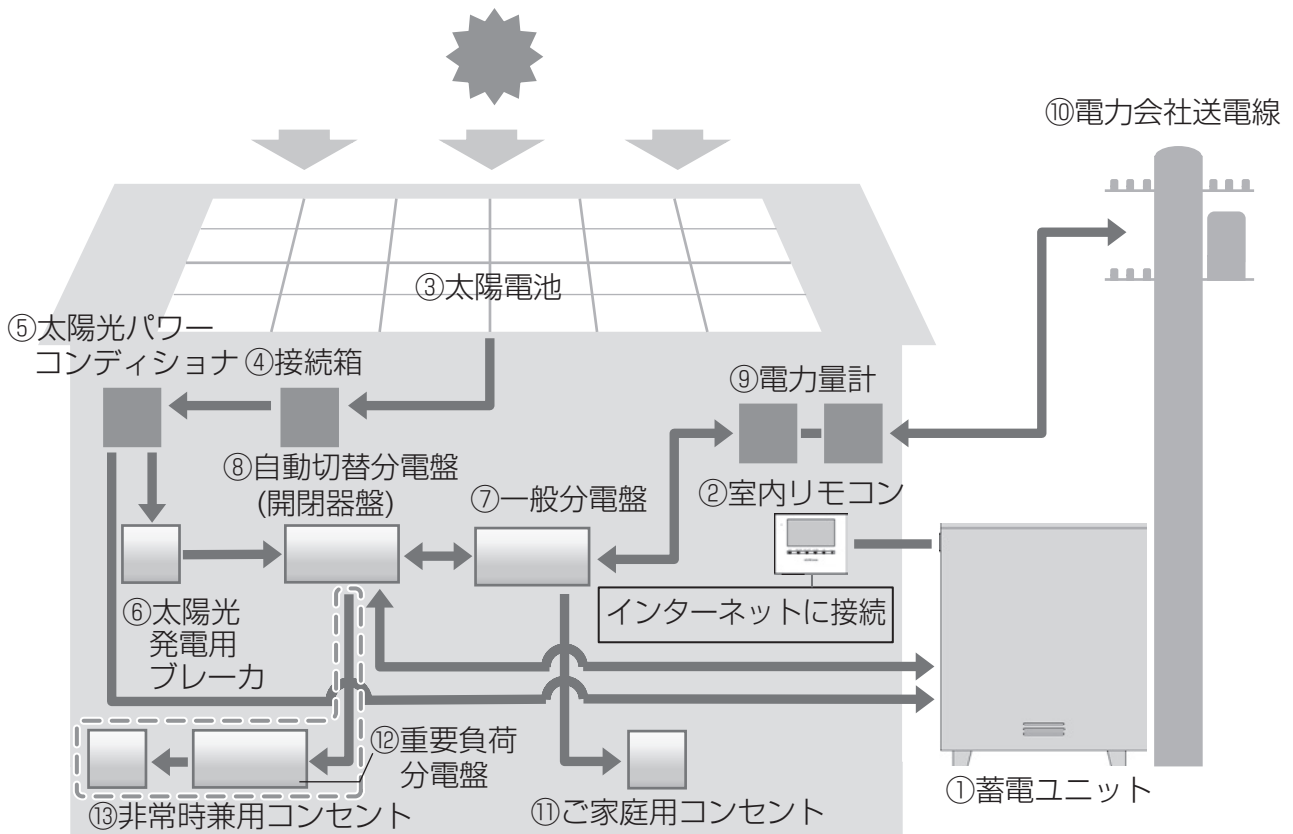 ⑩電力会社送電線
③太陽電池
⑤太陽光パワー
コンディショナ
④接続箱
⑨電力量計
⑧自動切替分電盤
(開閉器盤)
⑦一般分電盤
②室内リモコン
インターネットに接続
⑥太陽光
発電用
ブレーカ
⑫重要負荷
分電盤
⑬非常時兼用コンセント
⑪ご家庭用コンセント
①蓄電ユニット